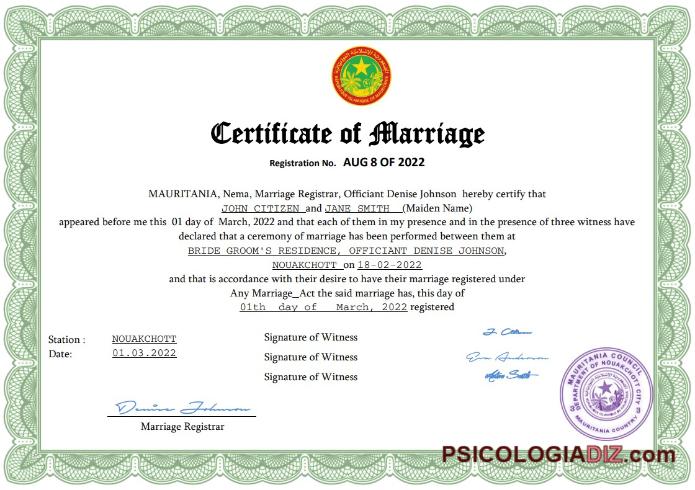 Certificate of Marriage
Registration No. AUG 8 OF 2022
MAURITANIA, Nema, Marriage Registrar, Officiant Denise Johnson hereby certify that
JOHN CITIZEN and JANE SMITH (Maiden Name)
appeared before me this 01 day of March, 2022 and that each of them in my presence and in the presence of three witness have
declared that a ceremony of marriage has been performed between them at
BRIDE GROOM'S RESIDENCE, OFFICIANT DENISE JOHNSON,
NOUAKCHOTT on 18-02-2022
and that is accordance with their desire to have their marriage registered under
Any Marriage_Act the said marriage has, this day of
01th day of March, 2022 registered
Station : NOUAKCHOTT
Date: 01.03.2022
Signature of Witness
Signature of Witness
Signature of Witness
Denise Johnson
Marriage Registrar
MAURITANIA COUNCIL
DEPARTMENT OF NOUAKCHOTT CITY
MAURITANIA COUNTRY
PSICOLOGIADIZ.com